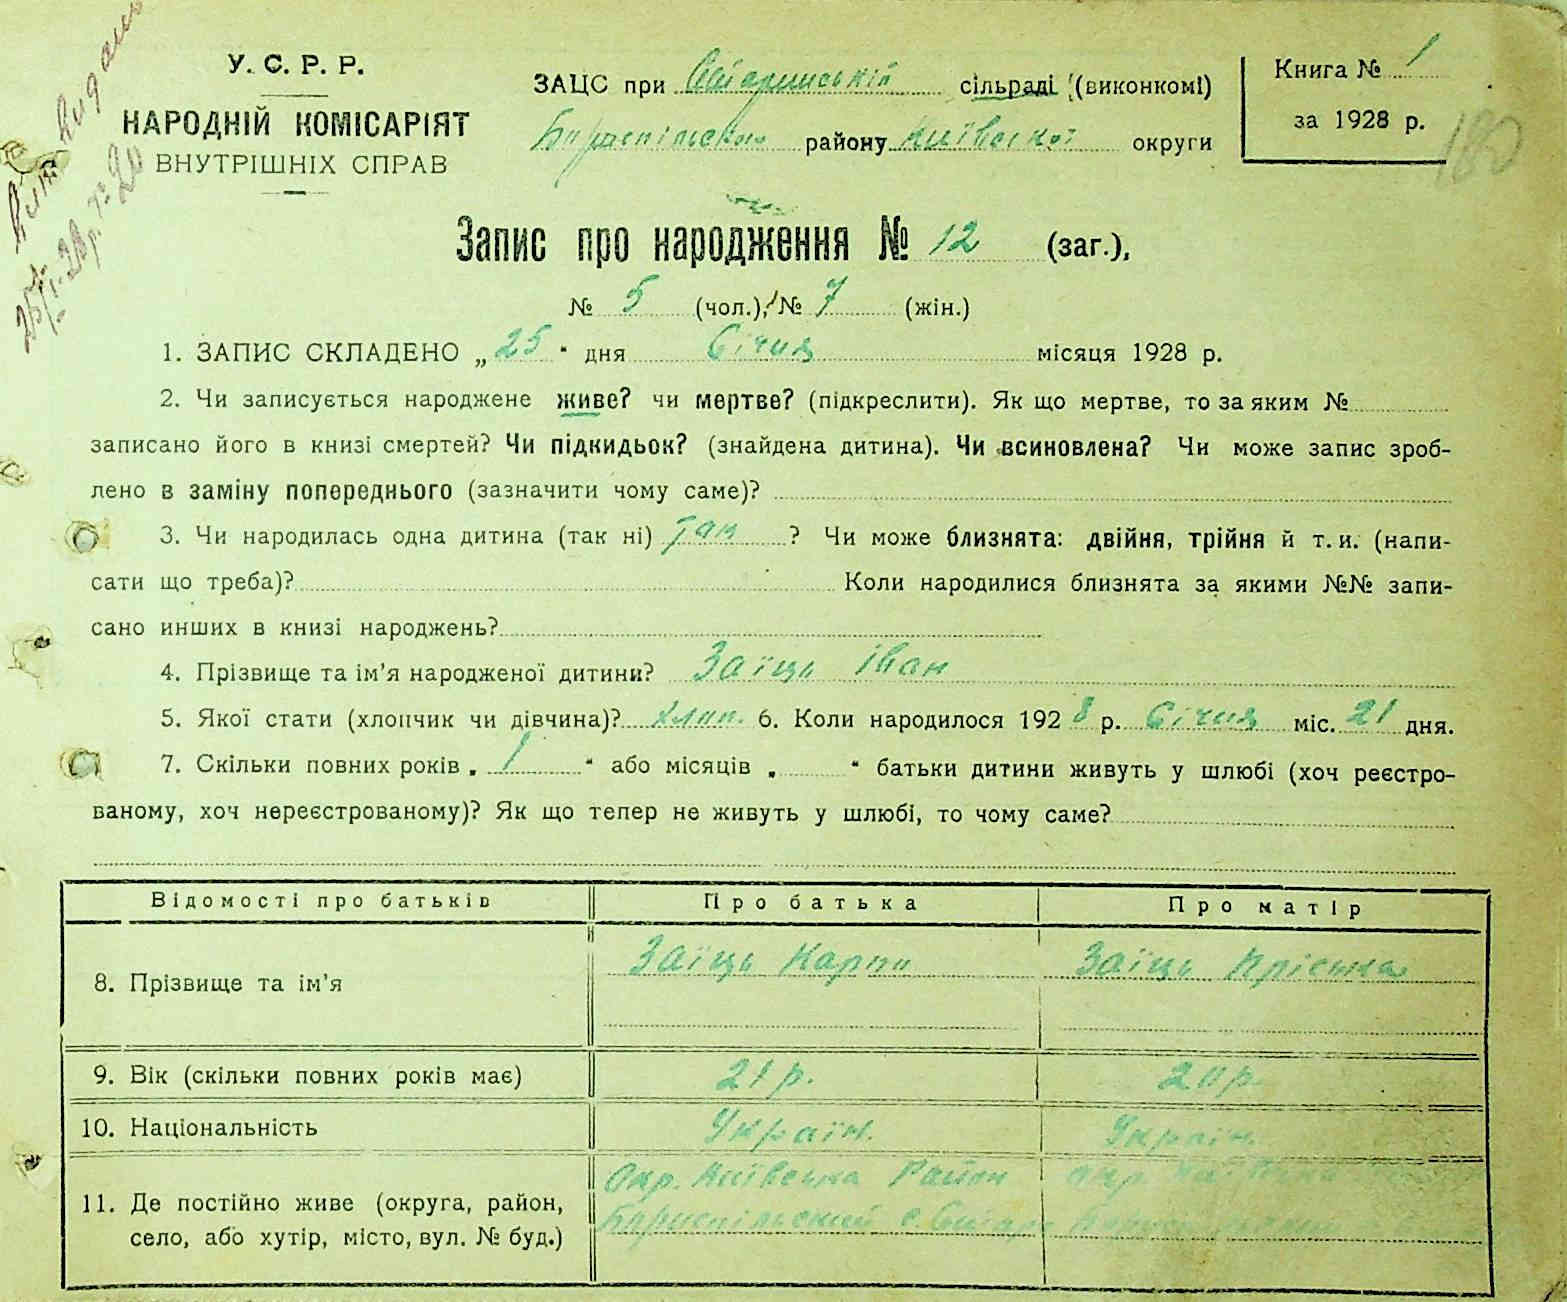 У. С. Р. Р.
НАРОДНІЙ КОМІСАРІЯТ
ВНУТРІШНІХ СПРАВ
ЗАЦС при Старинській сільраді (виконкомі)
Бориспільского району Київської округи
Книга № 1
за 1928 р.
180
Запис про народження № 12 (заг.),
№ 5 (чол.), № 7 (жін.)
1. ЗАПИС СКЛАДЕНО „ 25 “ дня Січня місяця 1928 р.
2. Чи записується народжене живе? чи мертве? (підкреслити). Як що мертве, то за яким №
записано його в книзі смертей? Чи підкидьок? (знайдена дитина). Чи всиновлена? Чи може запис зроб-
лено в заміну попереднього (зазначити чому саме)?
3. Чи народилась одна дитина (так ні) так ? Чи може близнята: двійня, трійня й т. и. (напи-
сати що треба)? Коли народилися близнята за якими №№ запи-
сано инших в книзі народжень?
4. Прізвище та ім’я народженої дитини? Заїць Іван
5. Якої стати (хлопчик чи дівчина)? хлоп. 6. Коли народилося 1928 р. Січня міс. 21 дня.
7. Скільки повних років „ 1 “ або місяців „ “ батьки дитини живуть у шлюбі (хоч реєстро-
ваному, хоч нереєстрованому)? Як що тепер не живуть у шлюбі, то чому саме?
Відомості про батьків Про батька Про матір
8. Прізвище та ім’я Заїць Карпо Заїць Пріська
9. Вік (скільки повних років має) 21 р. 20 р.
10. Національність Україн. Україн.
11. Де постійно живе (округа, район,
село, або хутір, місто, вул. № буд.)
Окр. Київська Район
Бориспільский с. Стар
окр. Київська
Бориспільский